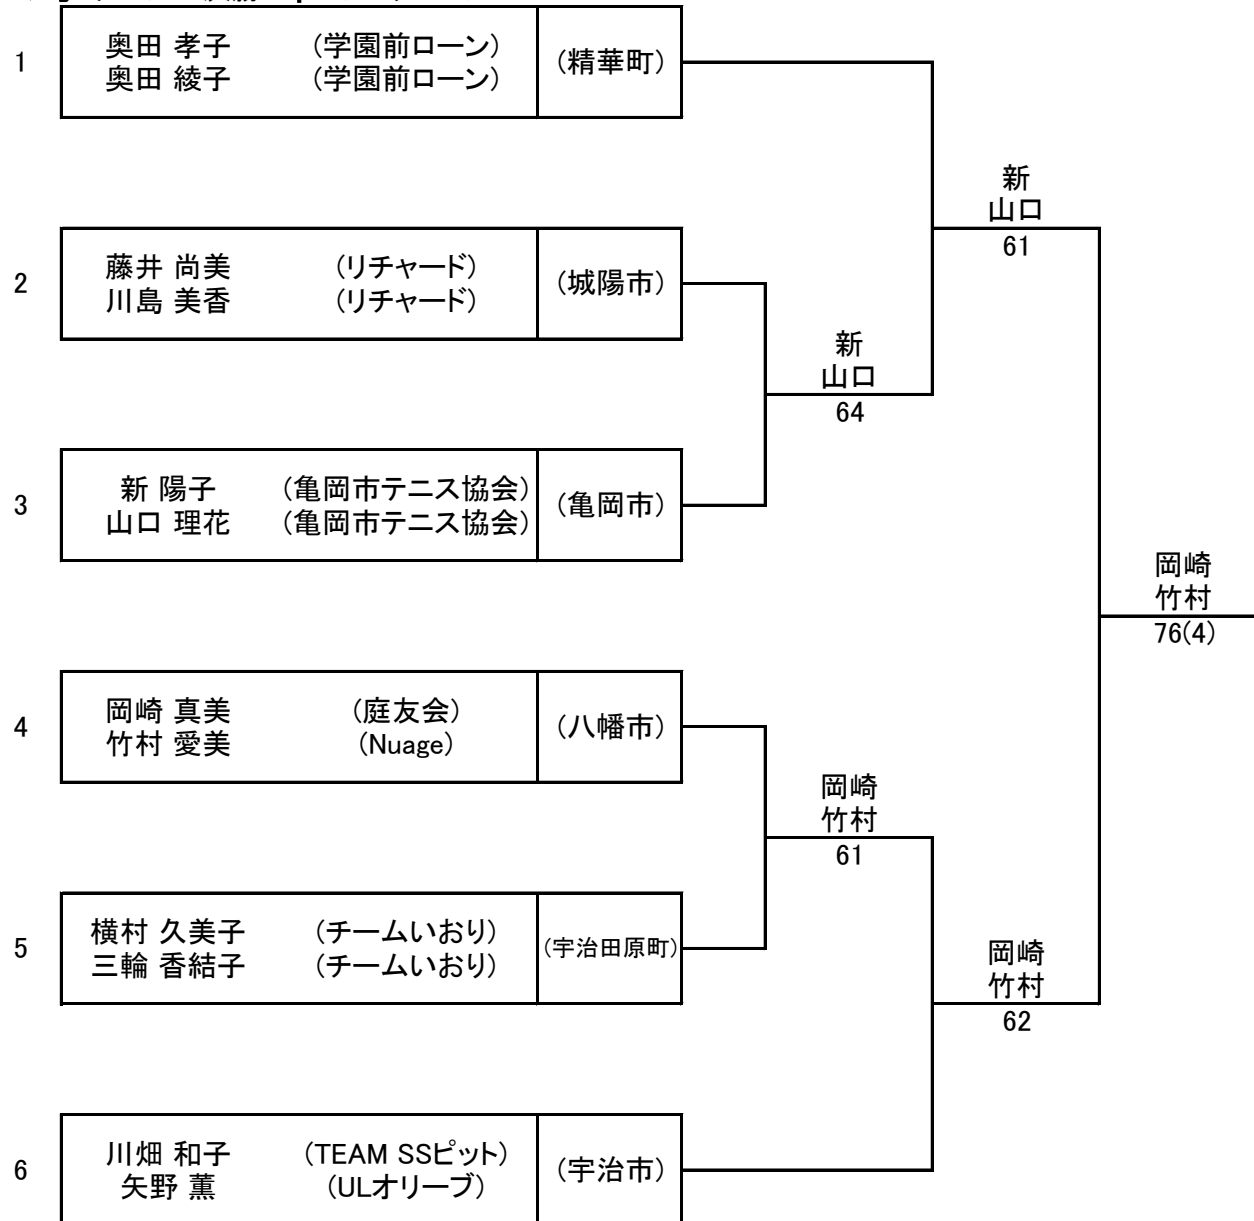 1
奥田 孝子 (学園前ローン)
奥田 綾子 (学園前ローン)
(精華町)
新
山口
61
2
藤井 尚美 (リチャード)
川島 美香 (リチャード)
(城陽市)
新
山口
64
3
新 陽子 (亀岡市テニス協会)
山口 理花 (亀岡市テニス協会)
(亀岡市)
岡崎
竹村
76(4)
4
岡崎 真美 (庭友会)
竹村 愛美 (Nuage)
(八幡市)
岡崎
竹村
61
5
横村 久美子 (チームいおり)
三輪 香結子 (チームいおり)
(宇治田原町)
岡崎
竹村
62
6
川畑 和子 (TEAM SSピット)
矢野 薫 (ULオリーブ)
(宇治市)